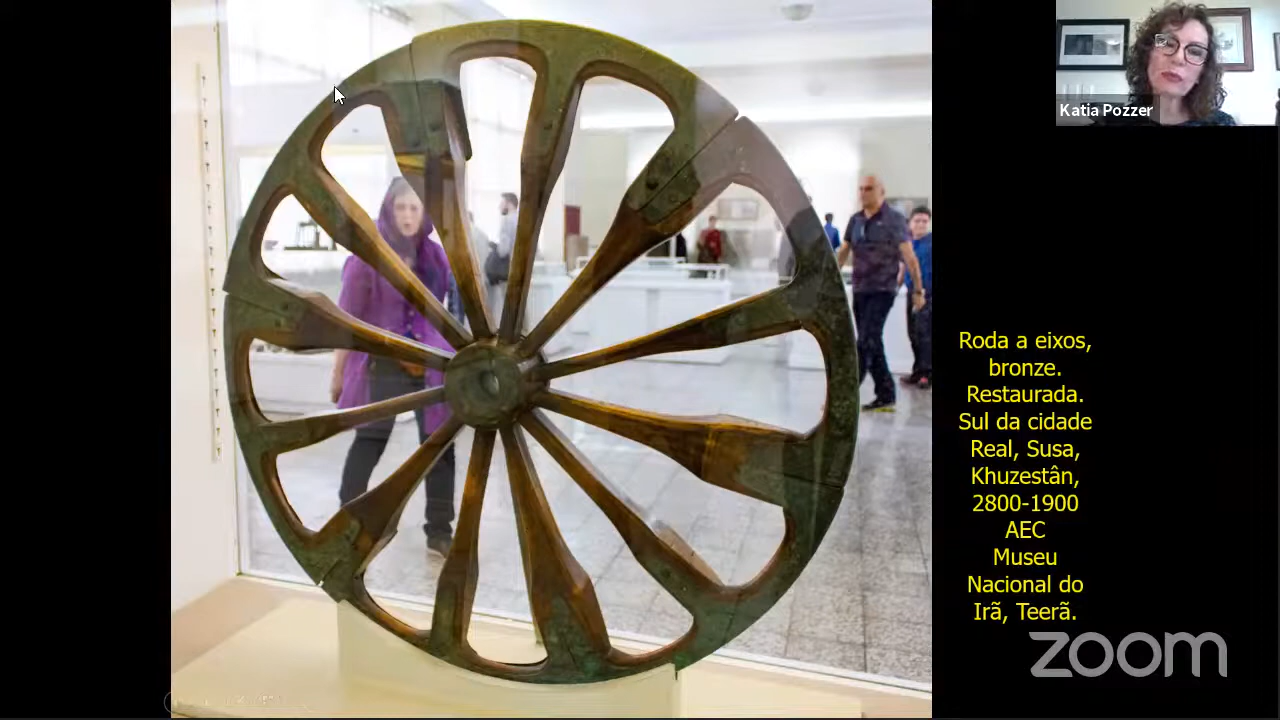 Katia Pozzer
Roda a eixos,
bronze.
Restaurada.
Sul da cidade
Real, Susa,
Khuzestân,
2800-1900
AEC
Museu
Nacional do
Irã, Teerã.
zoom